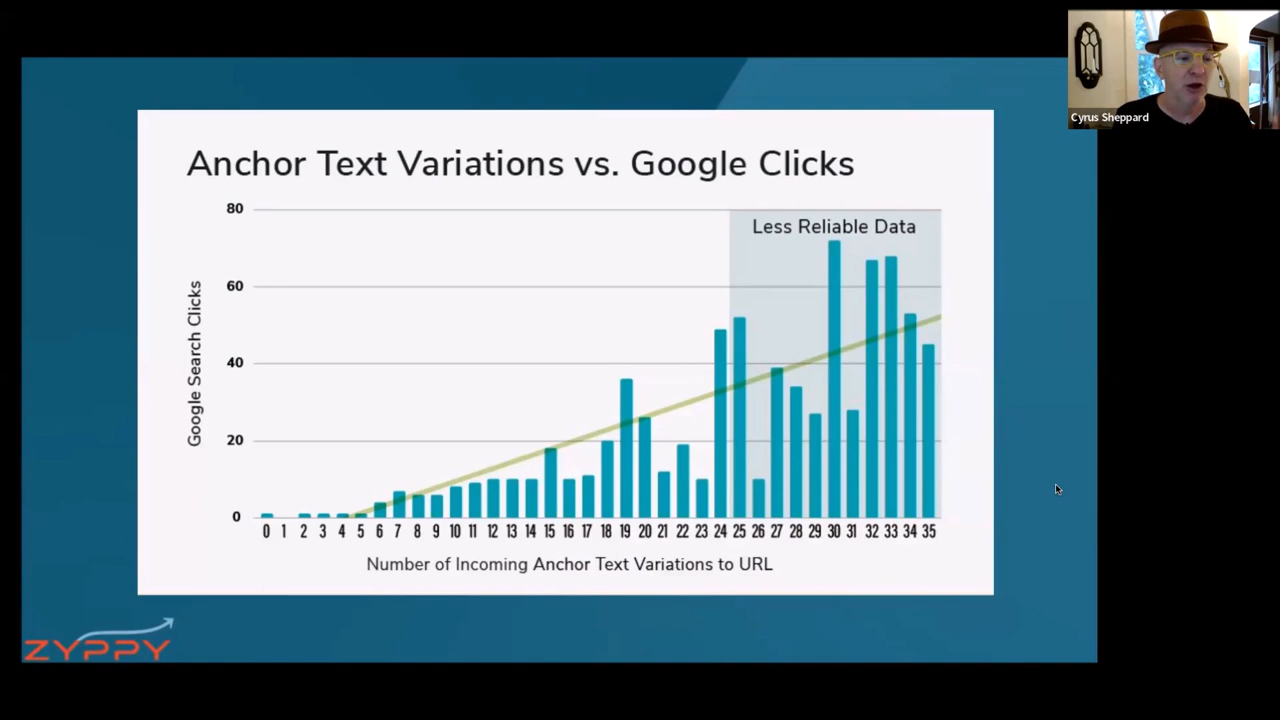 Cyrus Sheppard
Anchor Text Variations vs. Google Clicks
Less Reliable Data
80
60
40
20
0
Google Search Clicks
0 1 2 3 4 5 6 7 8 9 10 11 12 13 14 15 16 17 18 19 20 21 22 23 24 25 26 27 28 29 30 31 32 33 34 35
Number of Incoming Anchor Text Variations to URL
ZYPPY